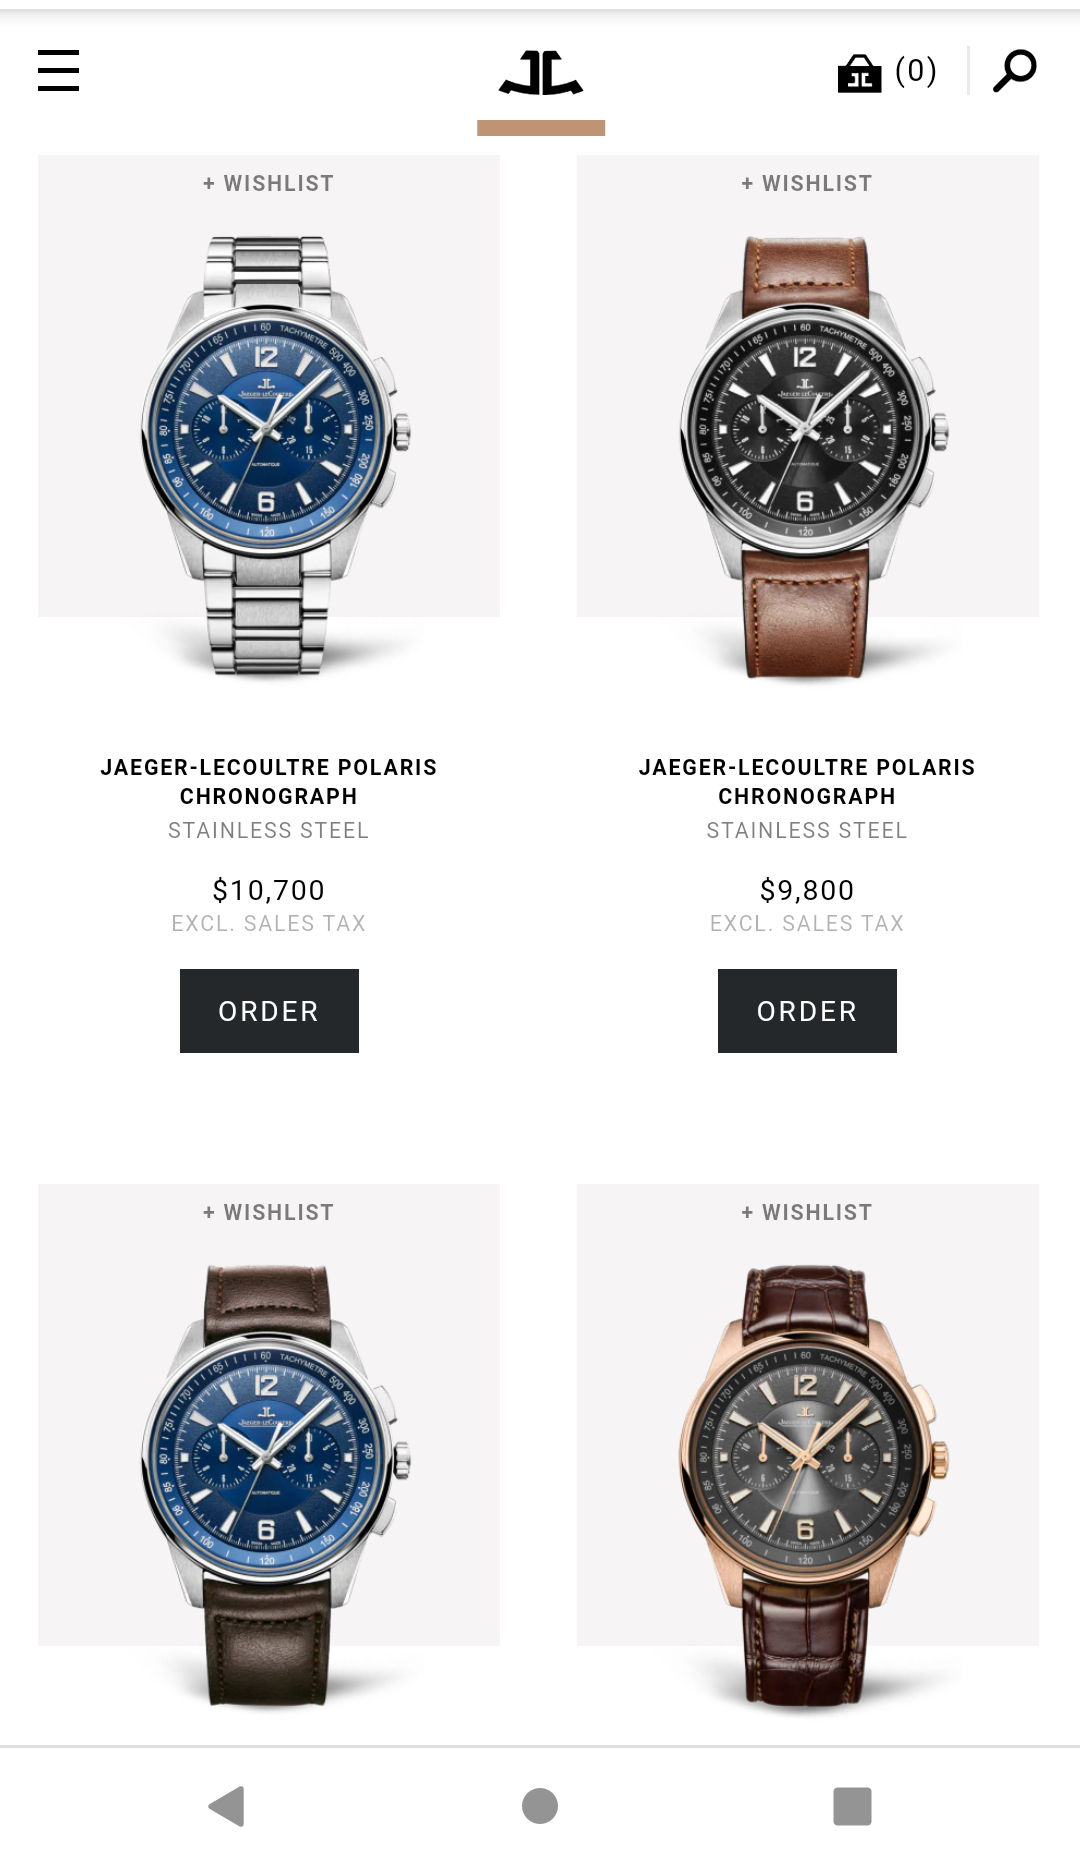 (0)
+ WISHLIST
+ WISHLIST
JAEGER-LECOULTRE POLARIS
CHRONOGRAPH
STAINLESS STEEL
$10,700
EXCL. SALES TAX
ORDER
JAEGER-LECOULTRE POLARIS
CHRONOGRAPH
STAINLESS STEEL
$9,800
EXCL. SALES TAX
ORDER
+ WISHLIST
+ WISHLIST